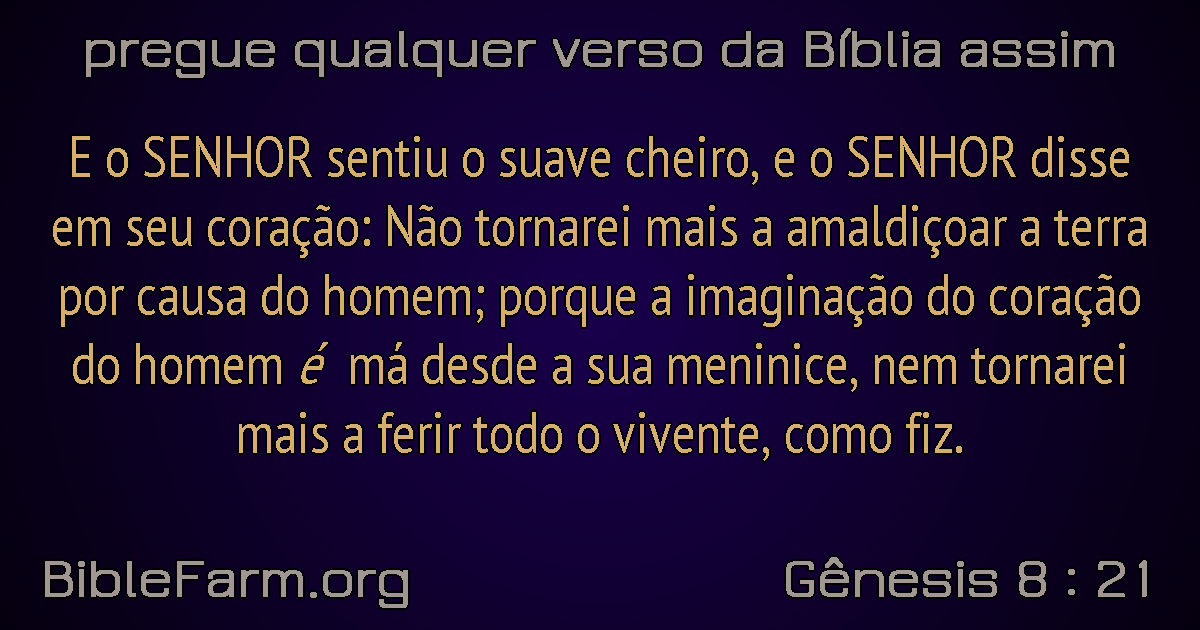 pregue qualquer verso da Bíblia assim
E o SENHOR sentiu o suave cheiro, e o SENHOR disse
em seu coração: Não tornarei mais a amaldiçoar a terra
por causa do homem; porque a imaginação do coração
do homem é má desde a sua meninice, nem tornarei
mais a ferir todo o vivente, como fiz.
BibleFarm.org
Gênesis 8 : 21